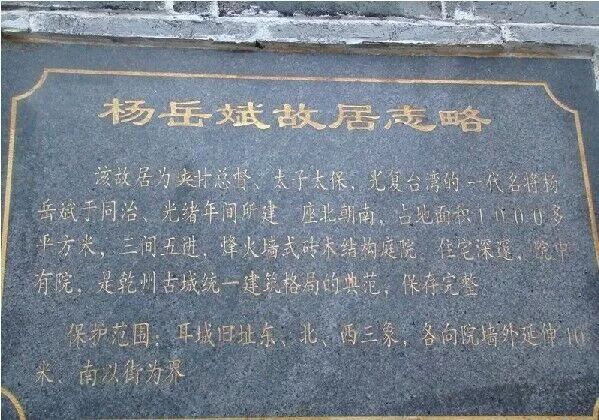 杨岳斌故居志略
该故居为陕甘总督、太子太保,光复台湾的一代名将杨
岳斌于同治、光绪年间所建 座北朝南,占地面积1000多
平方米,三间五进,烽火墙式砖木结构庭院 住宅深邃,院中
有院,是乾州古城统一建筑格局的典范,保存完整
保护范围:耳城旧址东、北、西三象,各向院墙外延伸10
米,南以街为界